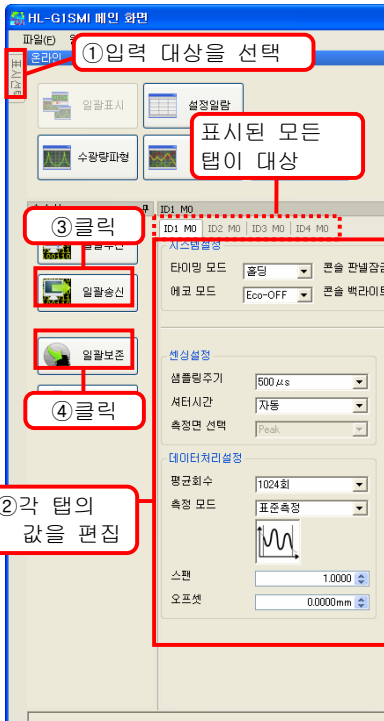 HL-G1SMI 메인 화면
파일(F)
온라인
표시선택
①입력 대상을 선택
일괄표시
설정일람
수광량파형
표시된 모든
탭이 대상
ID1 M0
ID1 M0 ID2 M0 ID3 M0 ID4 M0
③클릭
일괄송신
일괄보존
④클릭
②각 탭의
값을 편집
시스템설정
타이밍 모드 홀딩 콘솔 판넬잠금
에코 모드 Eco-OFF 콘솔 백라이트
센싱설정
샘플링주기 500μs
셔터시간 자동
측정면 선택 Peak
데이터처리설정
평균회수 1024회
측정 모드 표준측정
스팬 1.0000
오프셋 0.0000mm